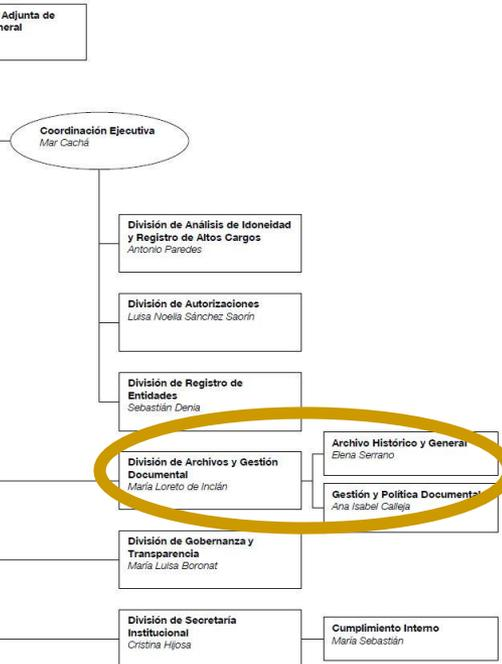 Adjunta de
neral
Coordinación Ejecutiva
Mar Cachá
División de Análisis de Idoneidad
y Registro de Altos Cargos
Antonio Paredes
División de Autorizaciones
Luisa Noelia Sánchez Saorín
División de Registro de
Entidades
Sebastián Denia
Archivo Histórico y General
Elena Serrano
División de Archivos y Gestión
Documental
María Loreto de Inclán
Gestión y Política Documental
Ana Isabel Calleja
División de Gobernanza y
Transparencia
María Luisa Boronat
División de Secretaría
Institucional
Cristina Hijosa
Cumplimiento Interno
María Sebastián